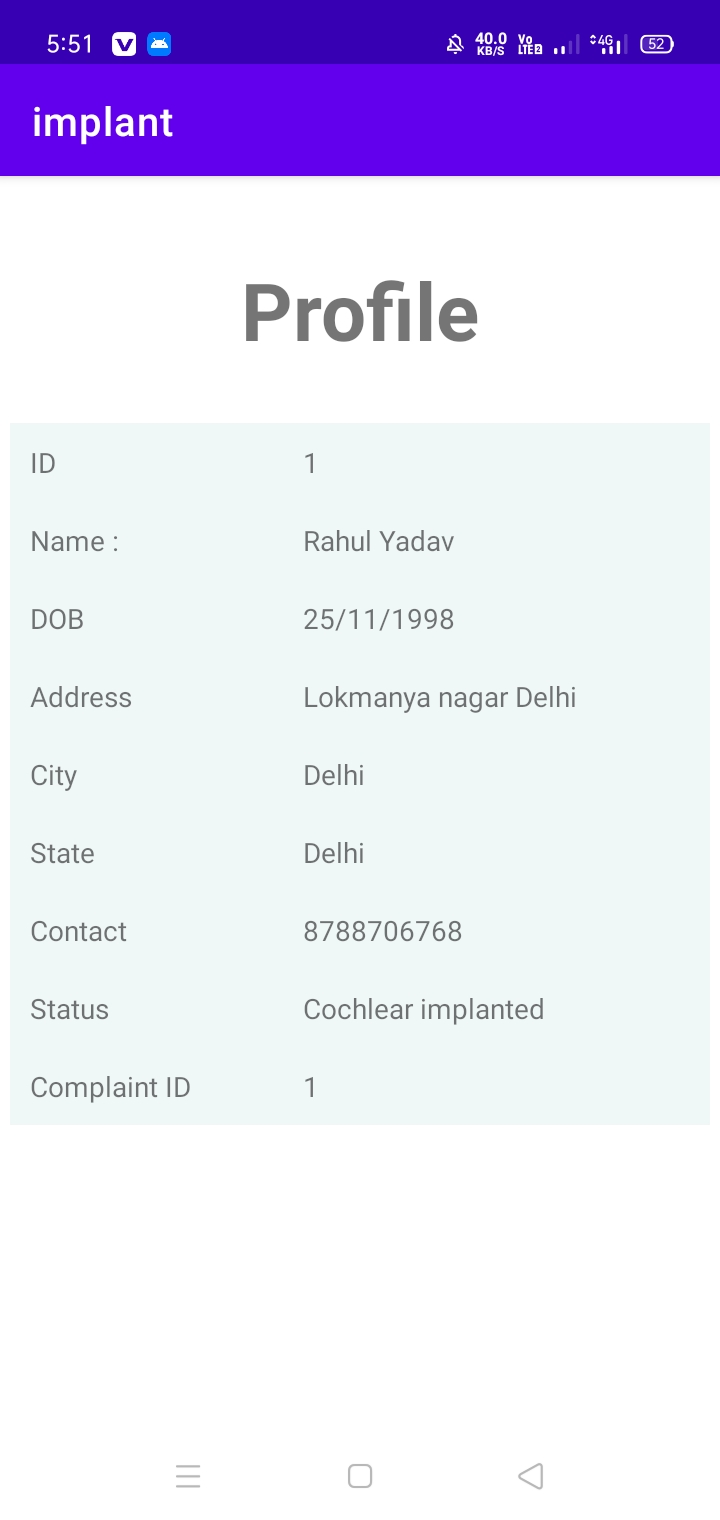 5:51 40.0 KB/S Vo LTE2 4G 52
implant
Profile
ID 1
Name : Rahul Yadav
DOB 25/11/1998
Address Lokmanya nagar Delhi
City Delhi
State Delhi
Contact 8788706768
Status Cochlear implanted
Complaint ID 1